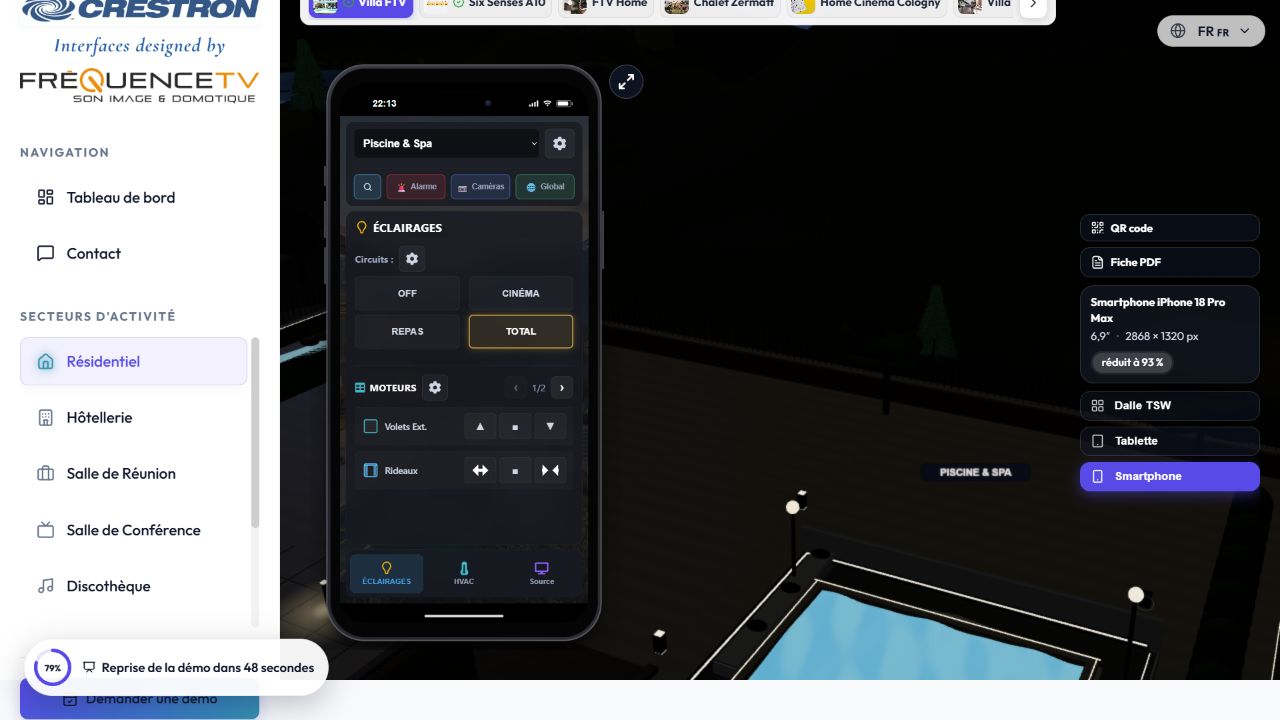 CRESTRON
Interfaces designed by
FRÉQUENCETV
SON IMAGE & DOMOTIQUE
NAVIGATION
Tableau de bord
Contact
SECTEURS D'ACTIVITÉ
Résidentiel
Hôtellerie
Salle de Réunion
Salle de Conférence
Discothèque
79%
Reprise de la démo dans 48 secondes
Demander une démo
Villa FTV
Six Senses A10
FTV Home
Chalet Zermatt
Home Cinema Cologny
Villa
FR FR
22:13
Piscine & Spa
Alarme
Caméras
Global
ÉCLAIRAGES
Circuits :
OFF
CINÉMA
REPAS
TOTAL
MOTEURS
1/2
Volets Ext.
Rideaux
ÉCLAIRAGES
HVAC
Source
PISCINE & SPA
QR code
Fiche PDF
Smartphone iPhone 18 Pro
Max
6,9" · 2868 × 1320 px
réduit à 93 %
Dalle TSW
Tablette
Smartphone